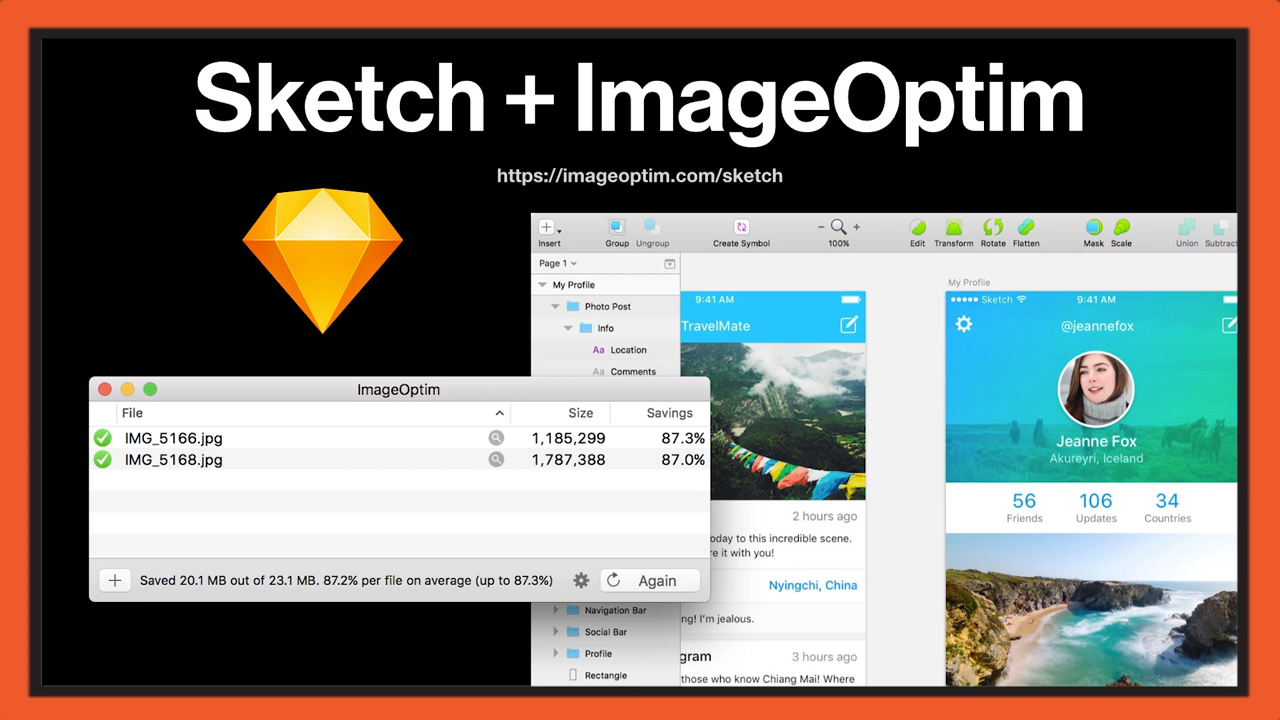 Sketch + ImageOptim
https://imageoptim.com/sketch
Insert
Group
Ungroup
Create Symbol
100%
Edit
Transform
Rotate
Flatten
Mask
Scale
Union
Subtract
Page 1
My Profile
Photo Post
Info
Aa Location
Aa Comments
9:41 AM
TravelMate
2 hours ago
oday to this incredible scene.
re it with you!
Nyingchi, China
ng! I'm jealous.
gram
3 hours ago
those who know Chiang Mai! Where
My Profile
Sketch
9:41 AM
@jeannefox
Jeanne Fox
Akureyri, Iceland
56 106 34
Friends Updates Countries
ImageOptim
File Size Savings
IMG_5166.jpg 1,185,299 87.3%
IMG_5168.jpg 1,787,388 87.0%
Saved 20.1 MB out of 23.1 MB. 87.2% per file on average (up to 87.3%)
Again
Navigation Bar
Social Bar
Profile
Rectangle